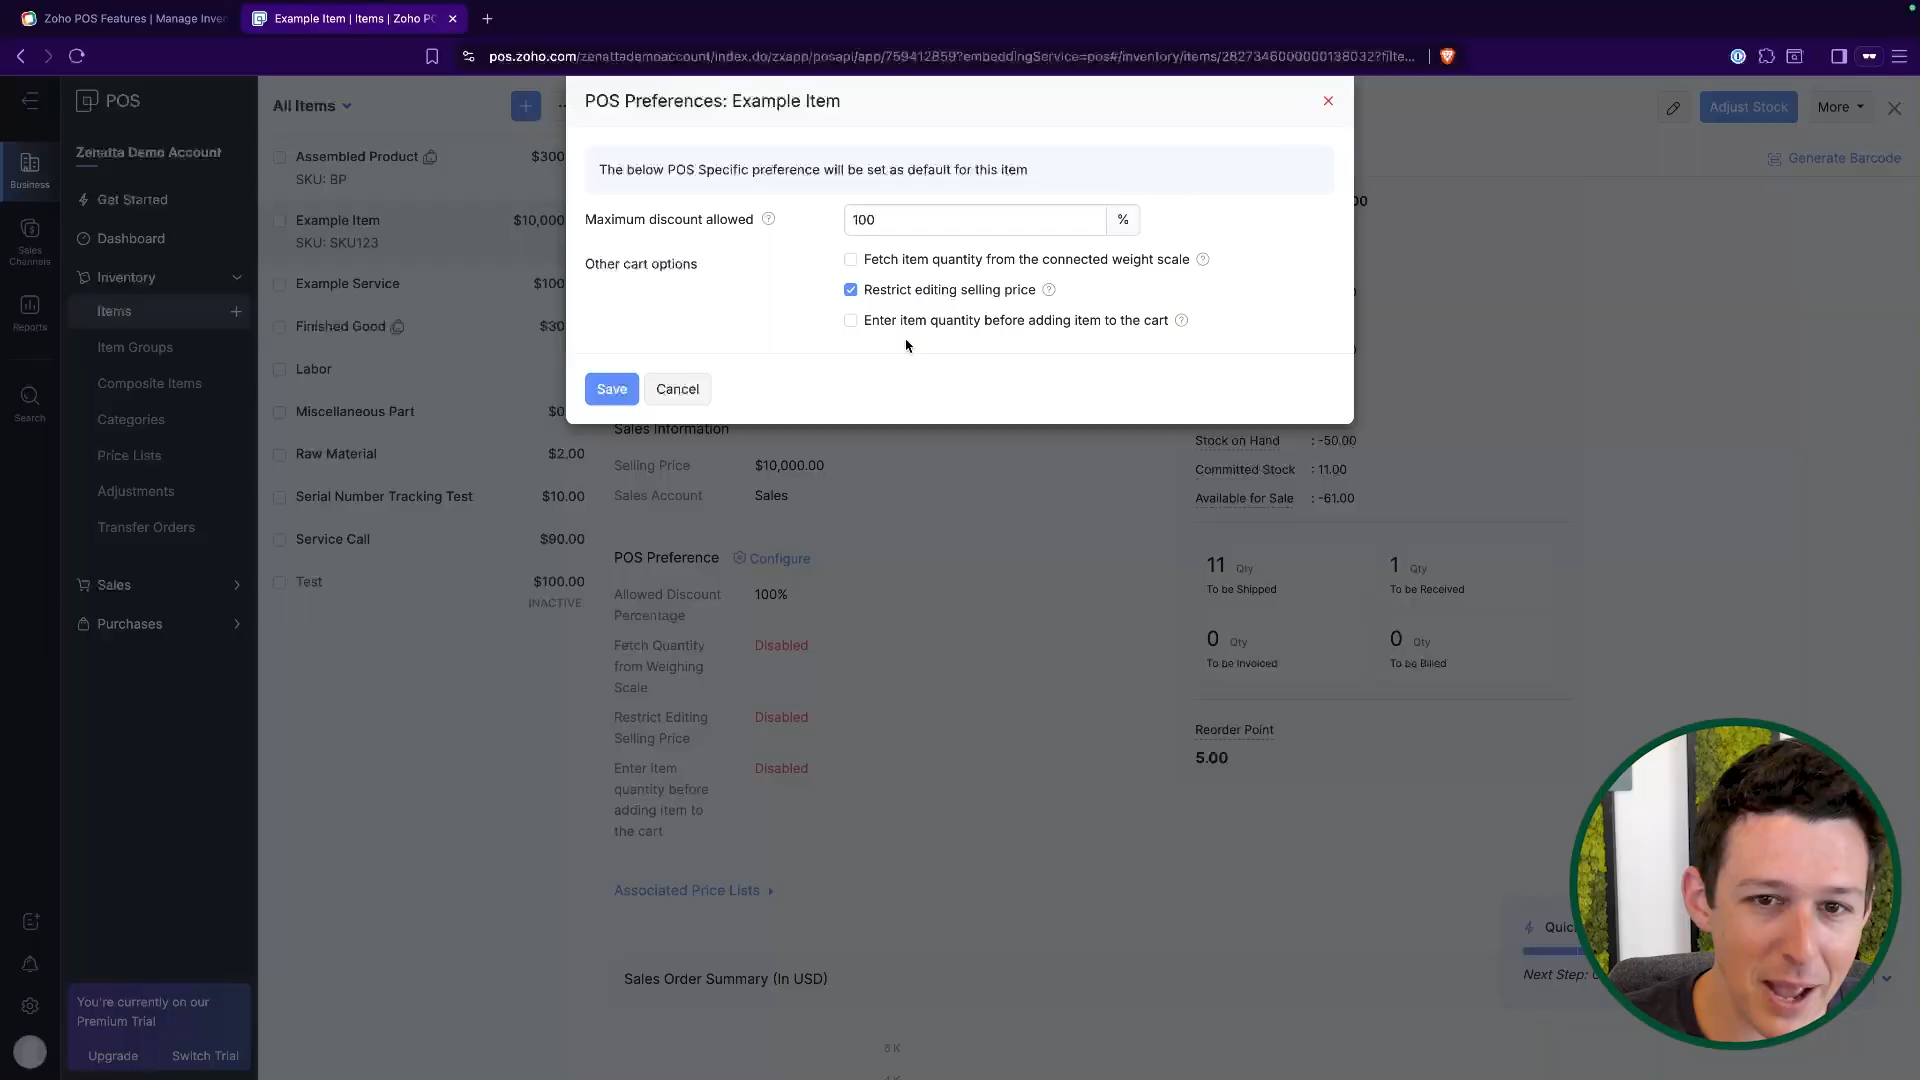 Zoho POS Features | Manage Inven
Example Item | Items | Zoho PO
pos.zoho.com/zenattademoaccount/index.do/zxapp/posapi/app/759412859?embeddingService=pos#/inventory/items/2827346000000138032?filte...
POS
Zenatta Demo Account
Business
Sales Channels
Reports
Search
Get Started
Dashboard
Inventory
Items
Item Groups
Composite Items
Categories
Price Lists
Adjustments
Transfer Orders
Sales
Purchases
You're currently on our
Premium Trial
Upgrade Switch Trial
All Items
Assembled Product $300
SKU: BP
Example Item $10,000
SKU: SKU123
Example Service $100
Finished Good $30
Labor
Miscellaneous Part $0
Raw Material $2.00
Serial Number Tracking Test $10.00
Service Call $90.00
Test $100.00
INACTIVE
POS Preferences: Example Item
The below POS Specific preference will be set as default for this item
Maximum discount allowed 100 %
Other cart options
Fetch item quantity from the connected weight scale
Restrict editing selling price
Enter item quantity before adding item to the cart
Save Cancel
Adjust Stock More
Generate Barcode
00
Sales Information
Selling Price $10,000.00
Sales Account Sales
POS Preference Configure
Allowed Discount Percentage 100%
Fetch Quantity from Weighing Scale Disabled
Restrict Editing Selling Price Disabled
Enter Item quantity before adding item to the cart Disabled
Associated Price Lists
Sales Order Summary (In USD)
5 K
Stock on Hand : -50.00
Committed Stock : 11.00
Available for Sale : -61.00
11 Qty
To be Shipped
1 Qty
To be Received
0 Qty
To be Invoiced
0 Qty
To be Billed
Reorder Point
5.00
Quic
Next Step: